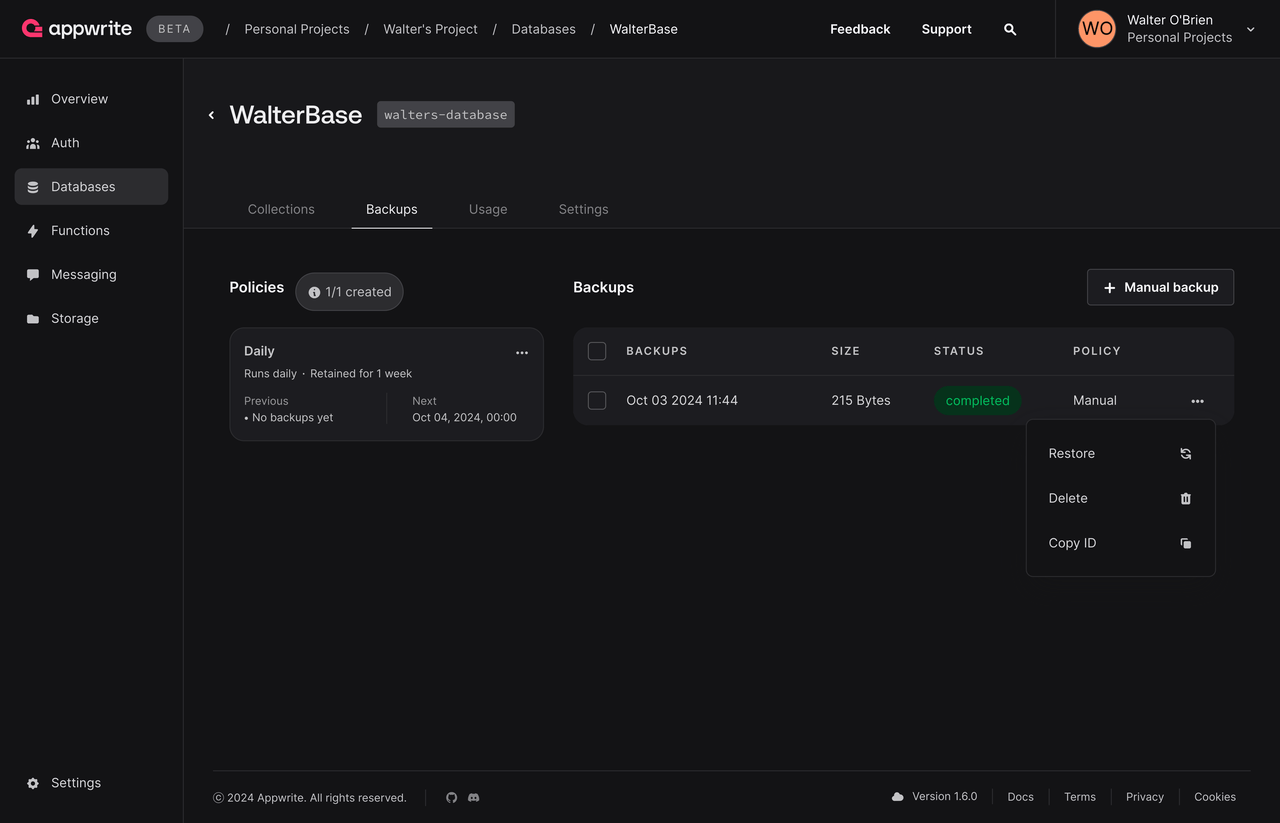 appwrite BETA / Personal Projects / Walter's Project / Databases / WalterBase Feedback Support WO Walter O'Brien
Personal Projects
Overview
Auth
Databases
Functions
Messaging
Storage
Settings
WalterBase walters-database
Collections Backups Usage Settings
Policies 1/1 created
Daily
Runs daily · Retained for 1 week
Previous Next
• No backups yet Oct 04, 2024, 00:00
Backups + Manual backup
BACKUPS SIZE STATUS POLICY
Oct 03 2024 11:44 215 Bytes completed Manual
Restore
Delete
Copy ID
© 2024 Appwrite. All rights reserved. Version 1.6.0 Docs Terms Privacy Cookies